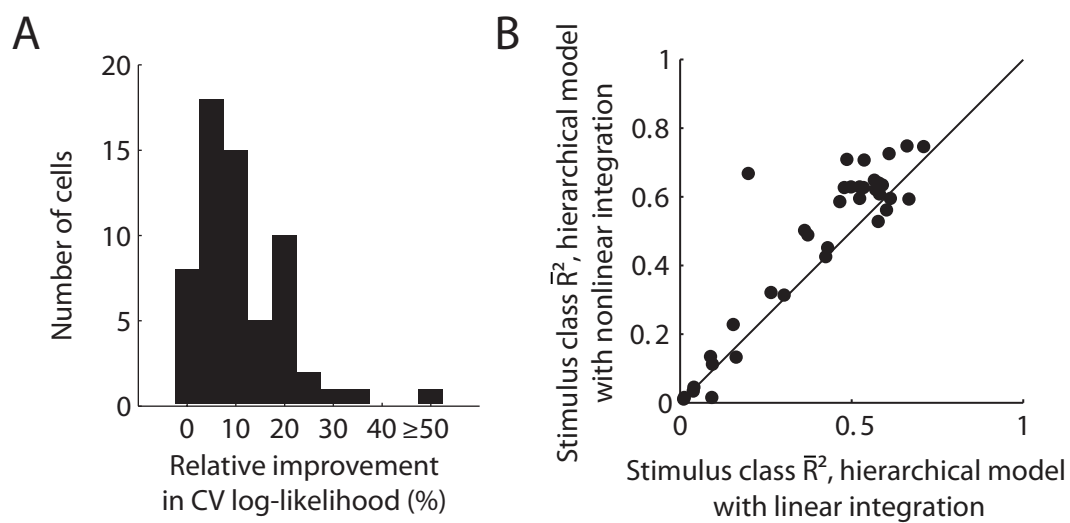 A
Number of cells
20
15
10
5
0
0 10 20 30 40 ≥50
Relative improvement
in CV log-likelihood (%)
B
Stimulus class R̅², hierarchical model
with nonlinear integration
1
0.8
0.6
0.4
0.2
0
0 0.5 1
Stimulus class R̅², hierarchical model
with linear integration